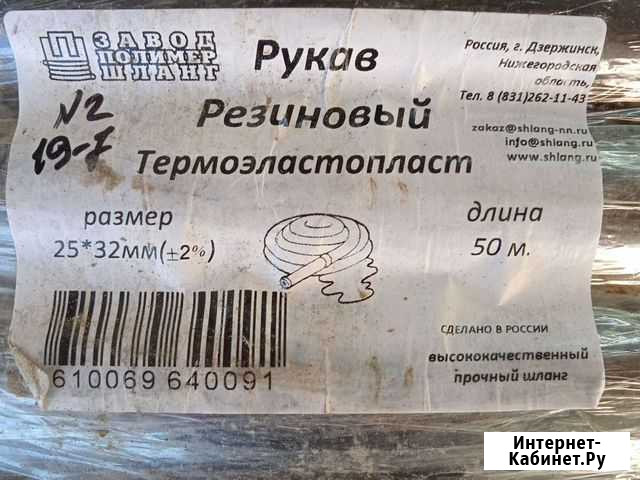 ЗАВОД
ПОЛИМЕР
ШЛАНГ
Рукав
Резиновый
Термоэластопласт
Россия, г. Дзержинск,
Нижегородская
область,
Тел. 8 (831)262-11-43
zakaz@shlang-nn.ru
info@shlang.ru
www.shlang.ru
N2
19-7
размер
25*32мм(±2%)
длина
50 м.
610069 640091
СДЕЛАНО В РОССИИ
высококачественный
прочный шланг
Интернет-
Кабинет.Ру